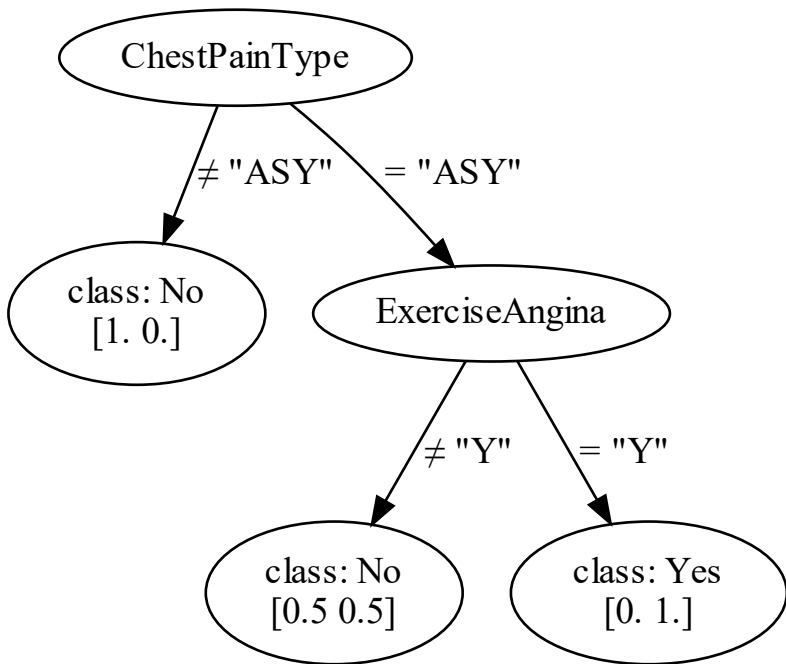 ChestPainType
≠ "ASY"
= "ASY"
class: No
[1. 0.]
ExerciseAngina
≠ "Y"
= "Y"
class: No
[0.5 0.5]
class: Yes
[0. 1.]